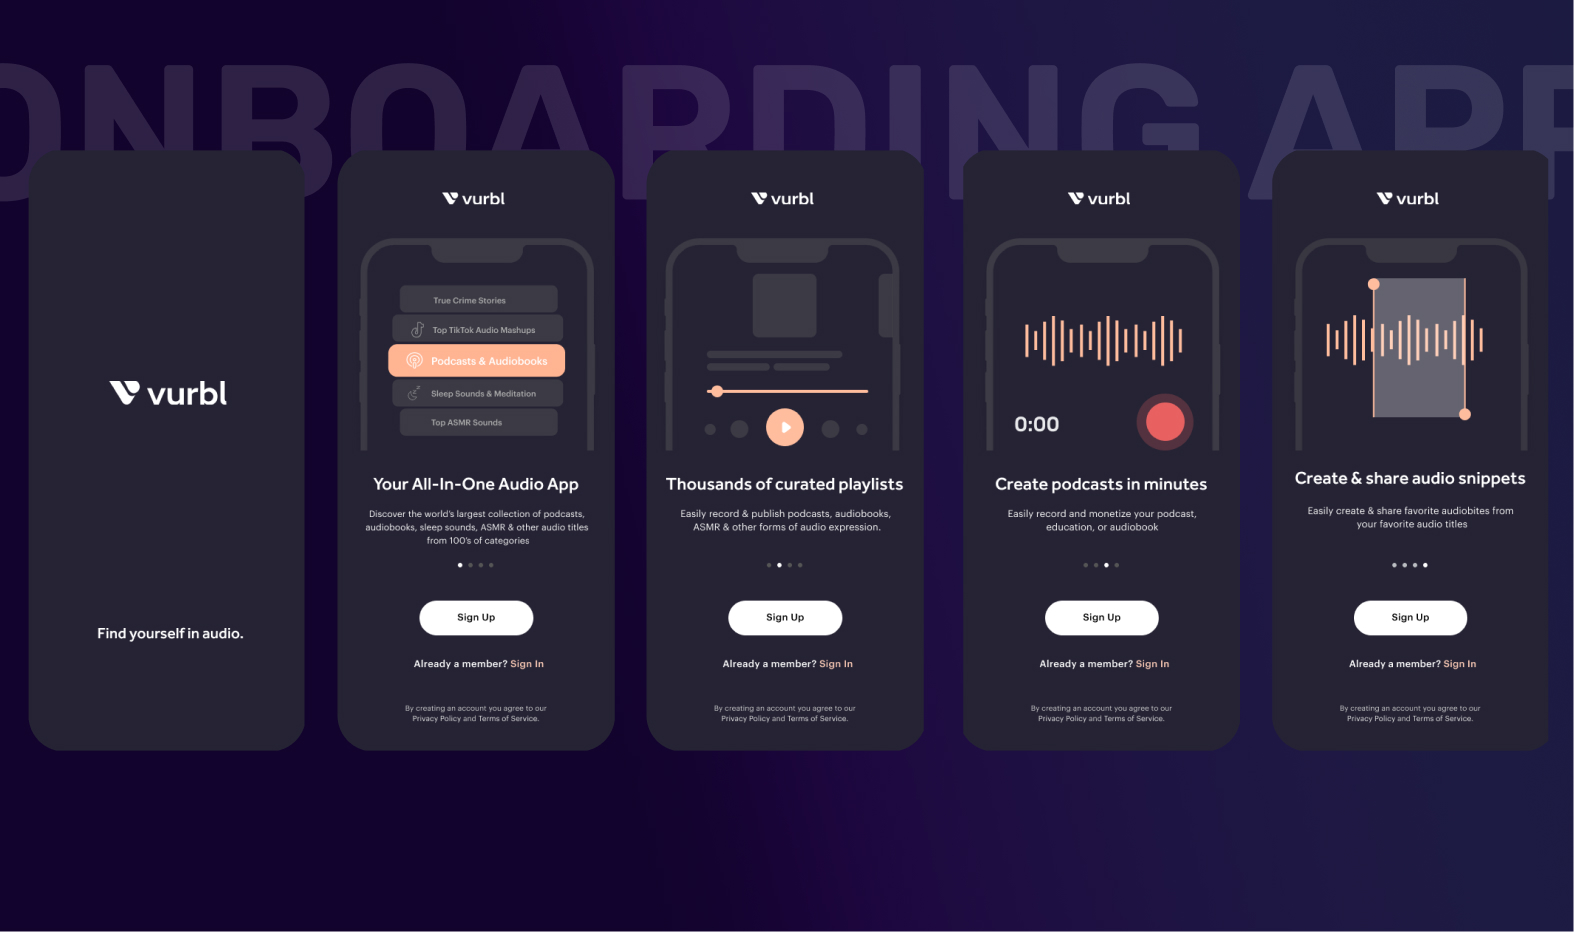 ONBOARDING APP
vurbl
Find yourself in audio.
vurbl
True Crime Stories
Top TikTok Audio Mashups
Podcasts & Audiobooks
Sleep Sounds & Meditation
Top ASMR Sounds
Your All-In-One Audio App
Discover the world's largest collection of podcasts,
audiobooks, sleep sounds, ASMR & other audio titles
from 100's of categories
Sign Up
Already a member? Sign In
By creating an account you agree to our
Privacy Policy and Terms of Service.
vurbl
Thousands of curated playlists
Easily record & publish podcasts, audiobooks,
ASMR & other forms of audio expression.
Sign Up
Already a member? Sign In
By creating an account you agree to our
Privacy Policy and Terms of Service.
vurbl
0:00
Create podcasts in minutes
Easily record and monetize your podcast,
education, or audiobook
Sign Up
Already a member? Sign In
By creating an account you agree to our
Privacy Policy and Terms of Service.
vurbl
Create & share audio snippets
Easily create & share favorite audiobites from
your favorite audio titles
Sign Up
Already a member? Sign In
By creating an account you agree to our
Privacy Policy and Terms of Service.